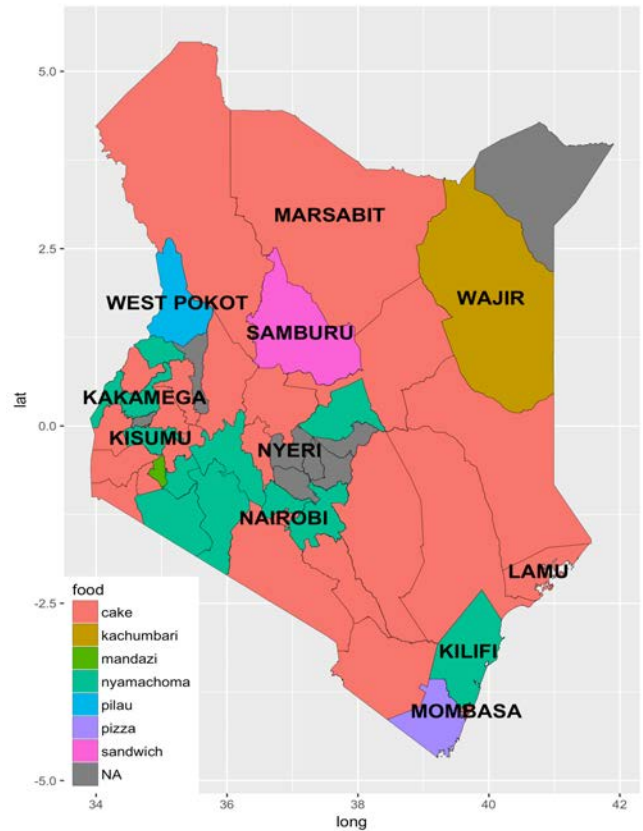 5.0
MARSABIT
2.5
WEST POKOT
WAJIR
SAMBURU
lat
KAKAMEGA
0.0
KISUMU
NYERI
NAIROBI
LAMU
-2.5
food
cake
kachumbari
mandazi
nyamachoma
pilau
pizza
sandwich
NA
KILIFI
MOMBASA
-5.0
34
36
38
40
42
long